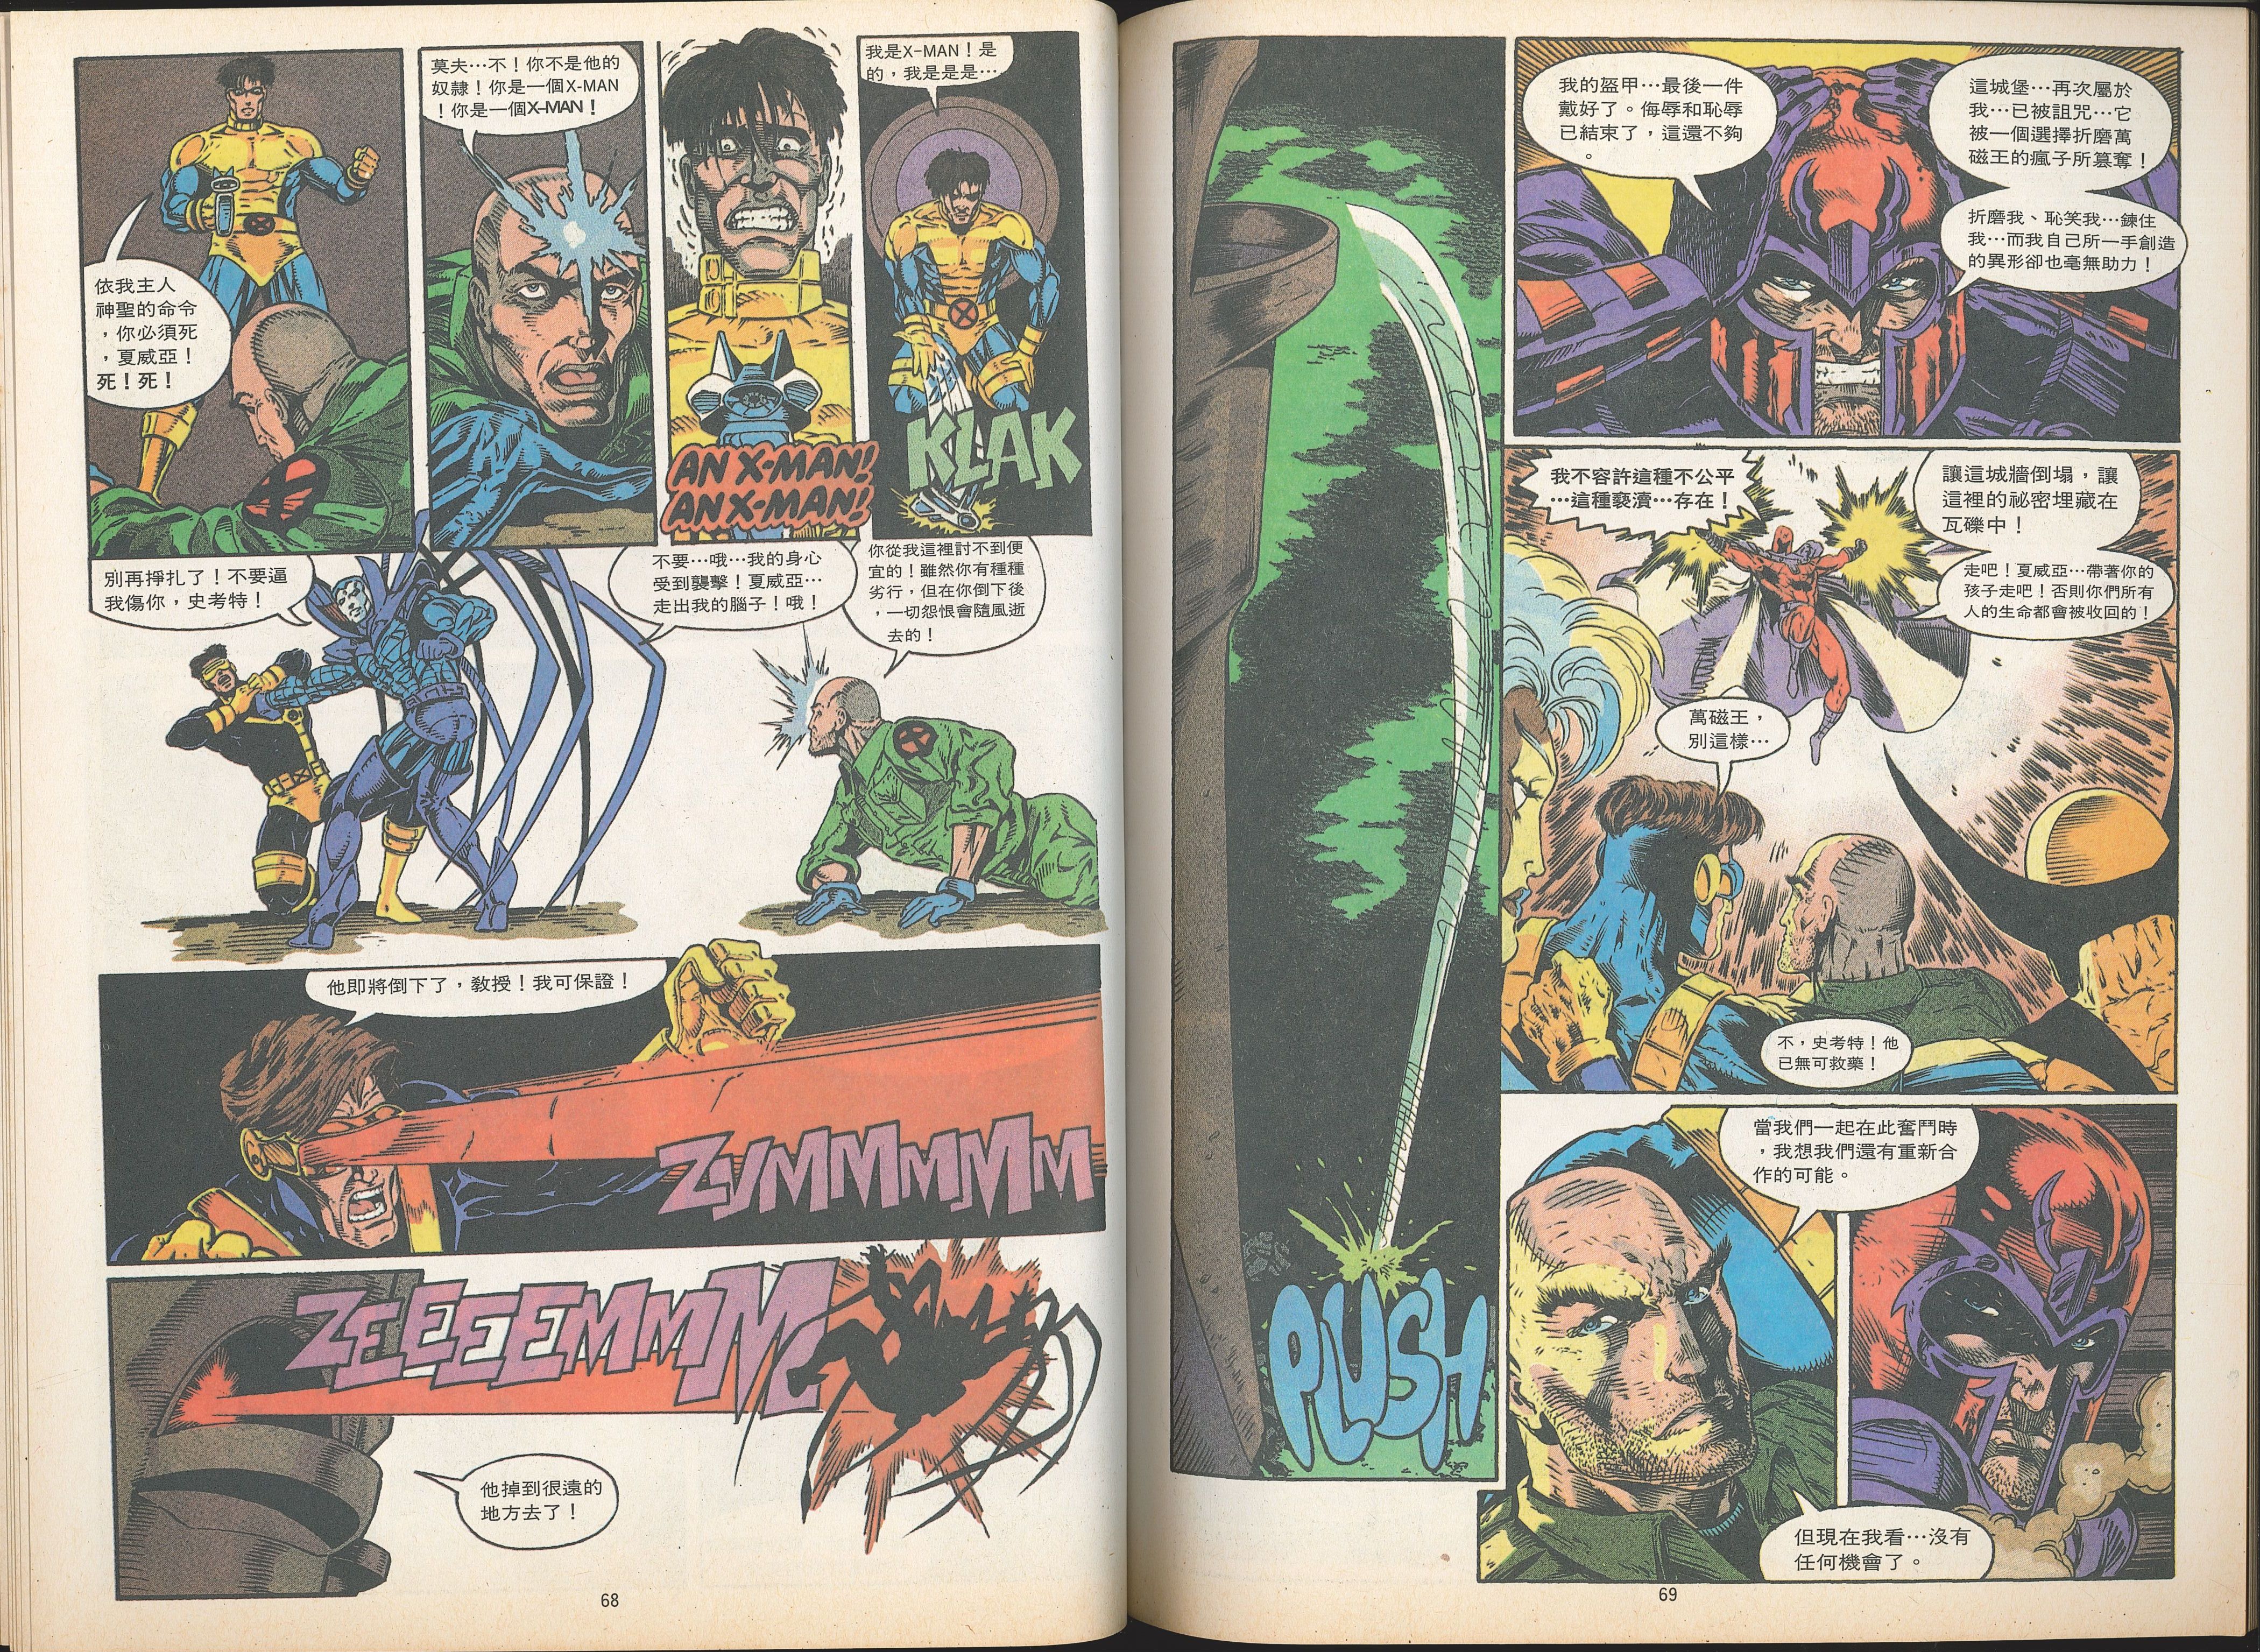 依我主人
神聖的命令
，你必須死
，夏威亞！
死！死！
莫夫…不！你不是他的
奴隸！你是一個X-MAN
！你是一個X-MAN！
AN X-MAN!
AN X-MAN!
我是X-MAN！是
的，我是是是…
KLAK
別再掙扎了！不要逼
我傷你，史考特！
不要…哦…我的身心
受到襲擊！夏威亞…
走出我的腦子！哦！
你從我這裡討不到便
宜的！雖然你有種種
劣行，但在你倒下後
，一切怨恨會隨風逝
去的！
他即將倒下了，教授！我可保證！
ZUMMMMM
ZEEEEEMMMM
他掉到很遠的
地方去了！
68
PLUSH
我的盔甲…最後一件
戴好了。侮辱和恥辱
已結束了，這還不夠
。
這城堡…再次屬於
我…已被詛咒…它
被一個選擇折磨萬
磁王的瘋子所篡奪！
折磨我、恥笑我…鍊住
我…而我自己所一手創造
的異形卻也毫無助力！
我不容許這種不公平
…這種褻瀆…存在！
讓這城牆倒塌，讓
這裡的祕密埋藏在
瓦礫中！
走吧！夏威亞…帶著你的
孩子走吧！否則你們所有
人的生命都會被收回的！
萬磁王，
別這樣…
不，史考特！他
已無可救藥！
當我們一起在此奮鬥時
，我想我們還有重新合
作的可能。
但現在我看…沒有
任何機會了。
69